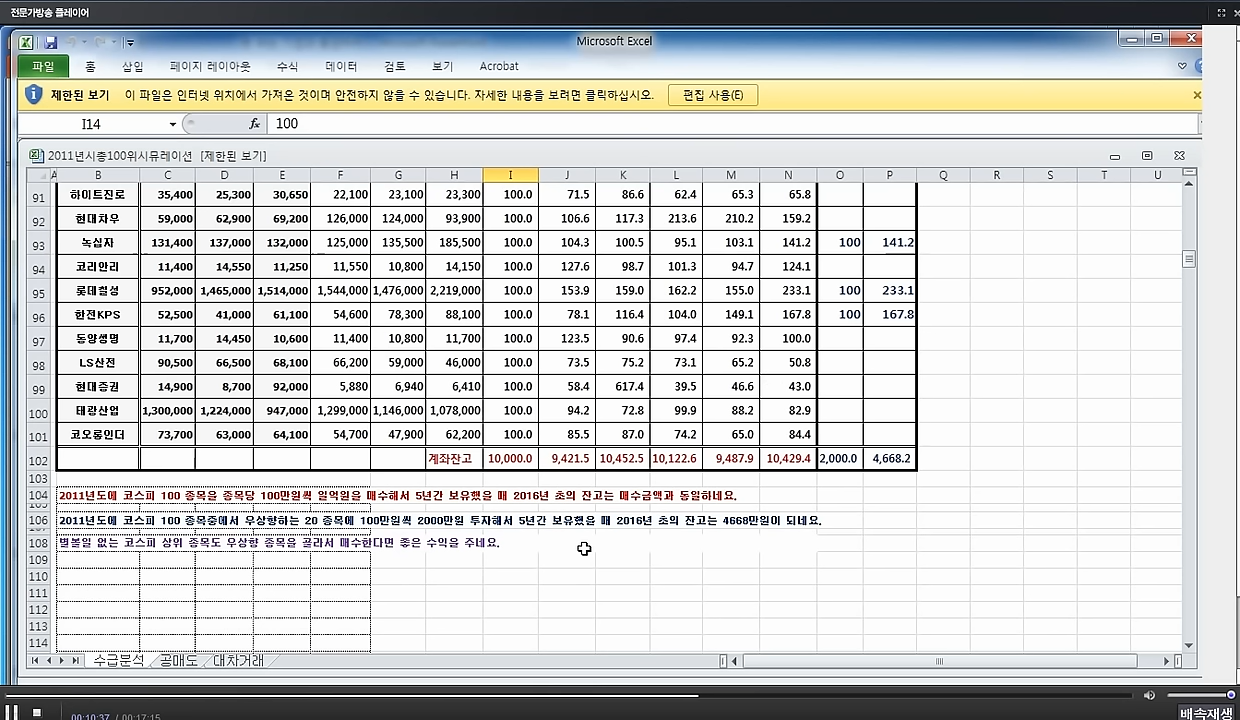 전문가방송 플레이어
Microsoft Excel
파일 홈 삽입 페이지 레이아웃 수식 데이터 검토 보기 Acrobat
제한된 보기 이 파일은 인터넷 위치에서 가져온 것이며 안전하지 않을 수 있습니다. 자세한 내용을 보려면 클릭하십시오. 편집 사용(E)
I14 fx 100
2011년시총100위시뮤레이션 [제한된 보기]
A B C D E F G H I J K L M N O P Q R S T U
91 하이트진로 35,400 25,300 30,650 22,100 23,100 23,300 100.0 71.5 86.6 62.4 65.3 65.8
92 현대차우 59,000 62,900 69,200 126,000 124,000 93,900 100.0 106.6 117.3 213.6 210.2 159.2
93 녹십자 131,400 137,000 132,000 125,000 135,500 185,500 100.0 104.3 100.5 95.1 103.1 141.2 100 141.2
94 코리안리 11,400 14,550 11,250 11,550 10,800 14,150 100.0 127.6 98.7 101.3 94.7 124.1
95 롯데칠성 952,000 1,465,000 1,514,000 1,544,000 1,476,000 2,219,000 100.0 153.9 159.0 162.2 155.0 233.1 100 233.1
96 한전KPS 52,500 41,000 61,100 54,600 78,300 88,100 100.0 78.1 116.4 104.0 149.1 167.8 100 167.8
97 동양생명 11,700 14,450 10,600 11,400 10,800 11,700 100.0 123.5 90.6 97.4 92.3 100.0
98 LS산전 90,500 66,500 68,100 66,200 59,000 46,000 100.0 73.5 75.2 73.1 65.2 50.8
99 현대증권 14,900 8,700 92,000 5,880 6,940 6,410 100.0 58.4 617.4 39.5 46.6 43.0
100 태광산업 1,300,000 1,224,000 947,000 1,299,000 1,146,000 1,078,000 100.0 94.2 72.8 99.9 88.2 82.9
101 코오롱인더 73,700 63,000 64,100 54,700 47,900 62,200 100.0 85.5 87.0 74.2 65.0 84.4
102 계좌잔고 10,000.0 9,421.5 10,452.5 10,122.6 9,487.9 10,429.4 2,000.0 4,668.2
103
104 2011년도에 코스피 100 종목을 종목당 100만원씩 일억원을 매수해서 5년간 보유했을 때 2016년 초의 잔고는 매수금액과 동일하네요.
105
106 2011년도에 코스피 100 종목중에서 우상향하는 20 종목에 100만원씩 2000만원 투자해서 5년간 보유했을 때 2016년 초의 잔고는 4668만원이 되네요.
108 별볼일 없는 코스피 상위 종목도 우상향 종목을 골라서 매수한다면 좋은 수익을 주네요.
109
110
111
112
113
114
수급분석 공매도 대차거래
00:10:37 / 00:17:15 배속재생